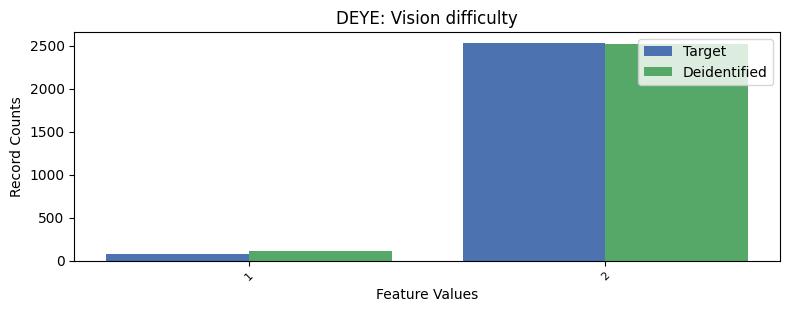 DEYE: Vision difficulty
Target
Deidentified
Record Counts
2500
2000
1500
1000
500
0
1
2
Feature Values